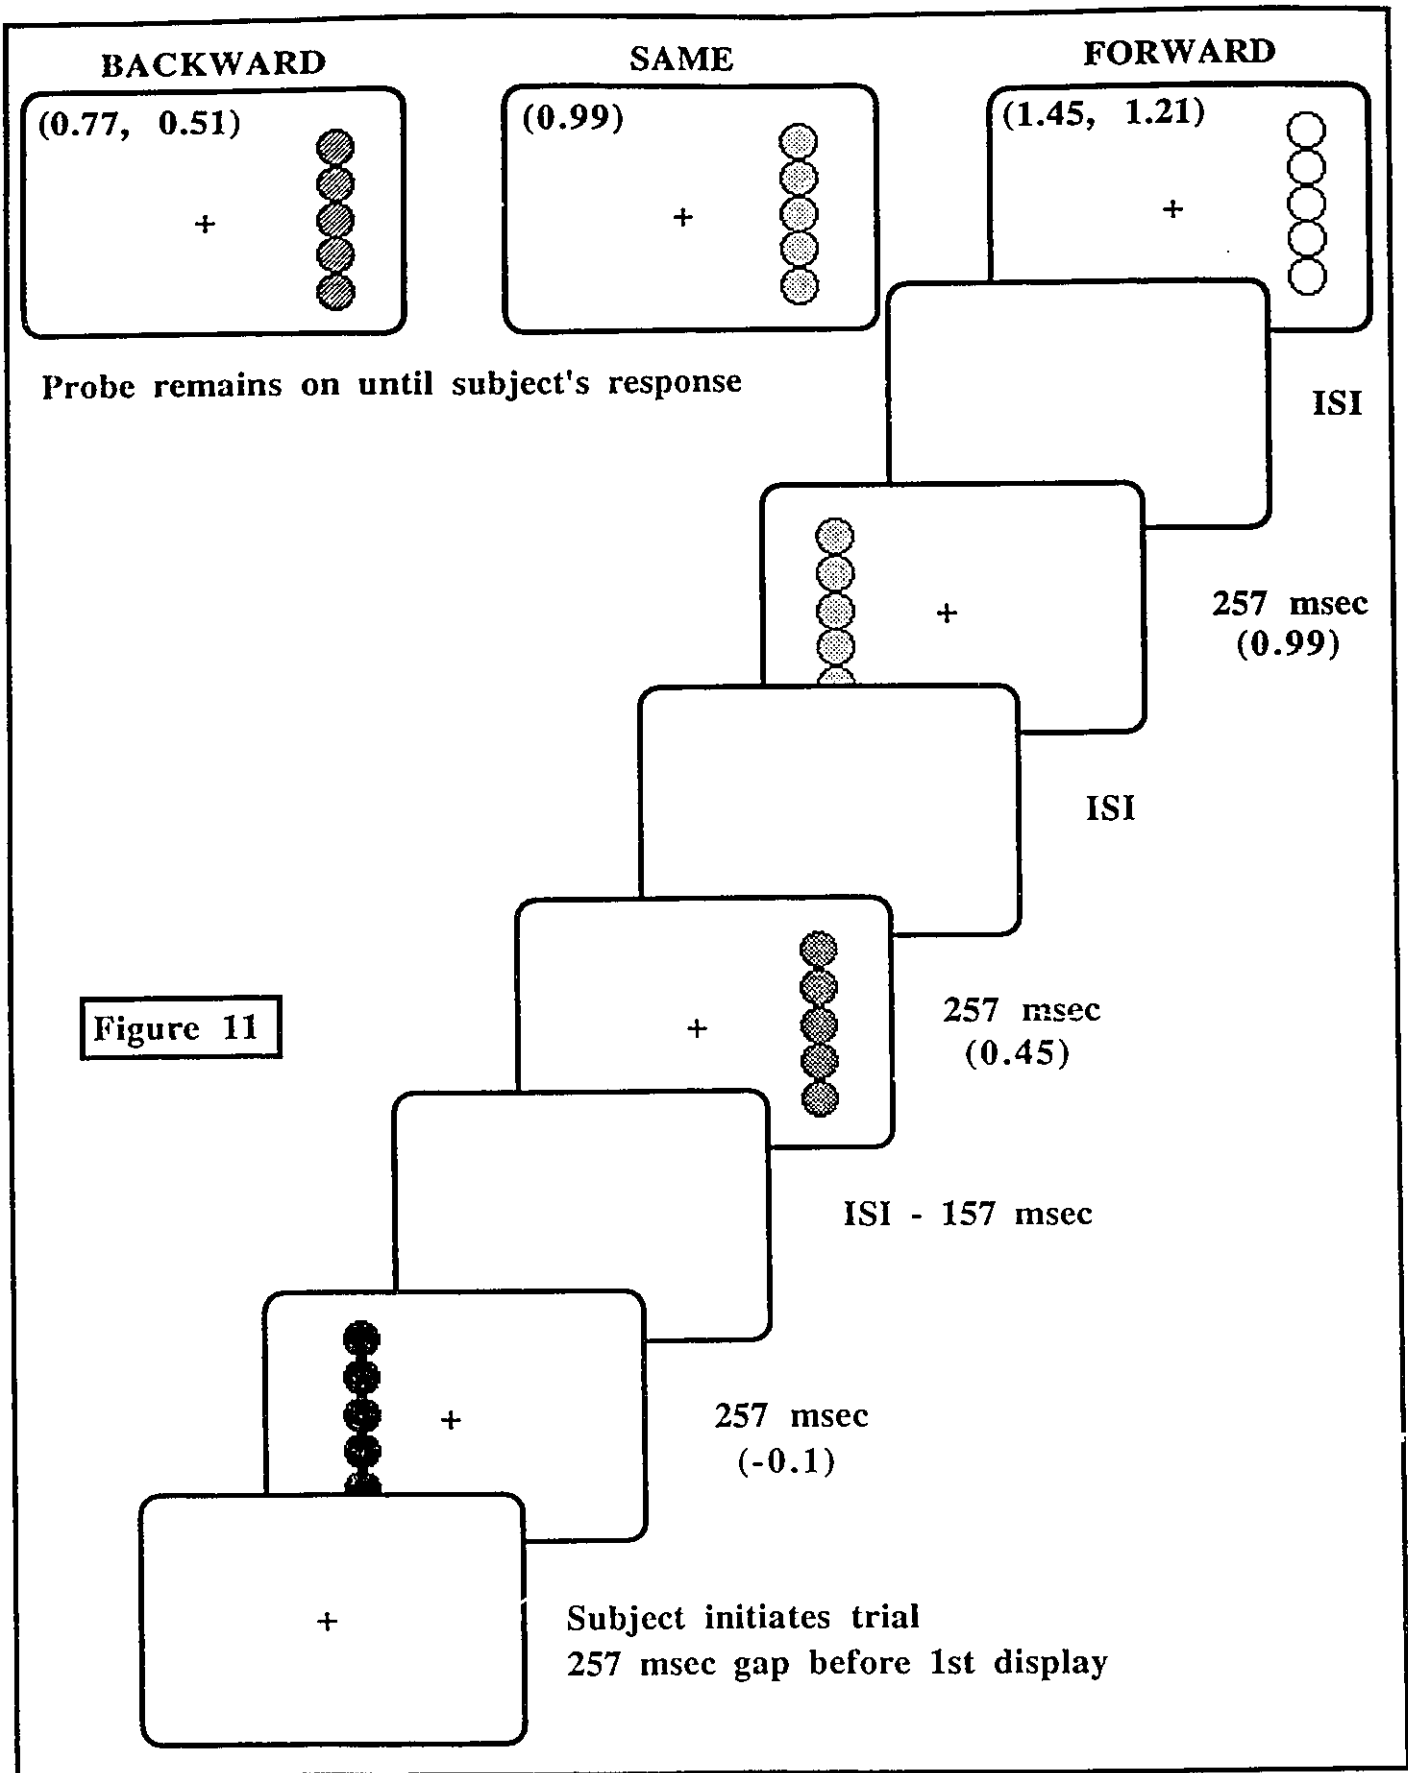 BACKWARD
SAME
FORWARD
(0.77, 0.51)
(0.99)
(1.45, 1.21)
+
+
+
Probe remains on until subject's response
ISI
+
257 msec
(0.99)
ISI
Figure 11
+
257 msec
(0.45)
ISI - 157 msec
+
257 msec
(-0.1)
+
Subject initiates trial
257 msec gap before 1st display